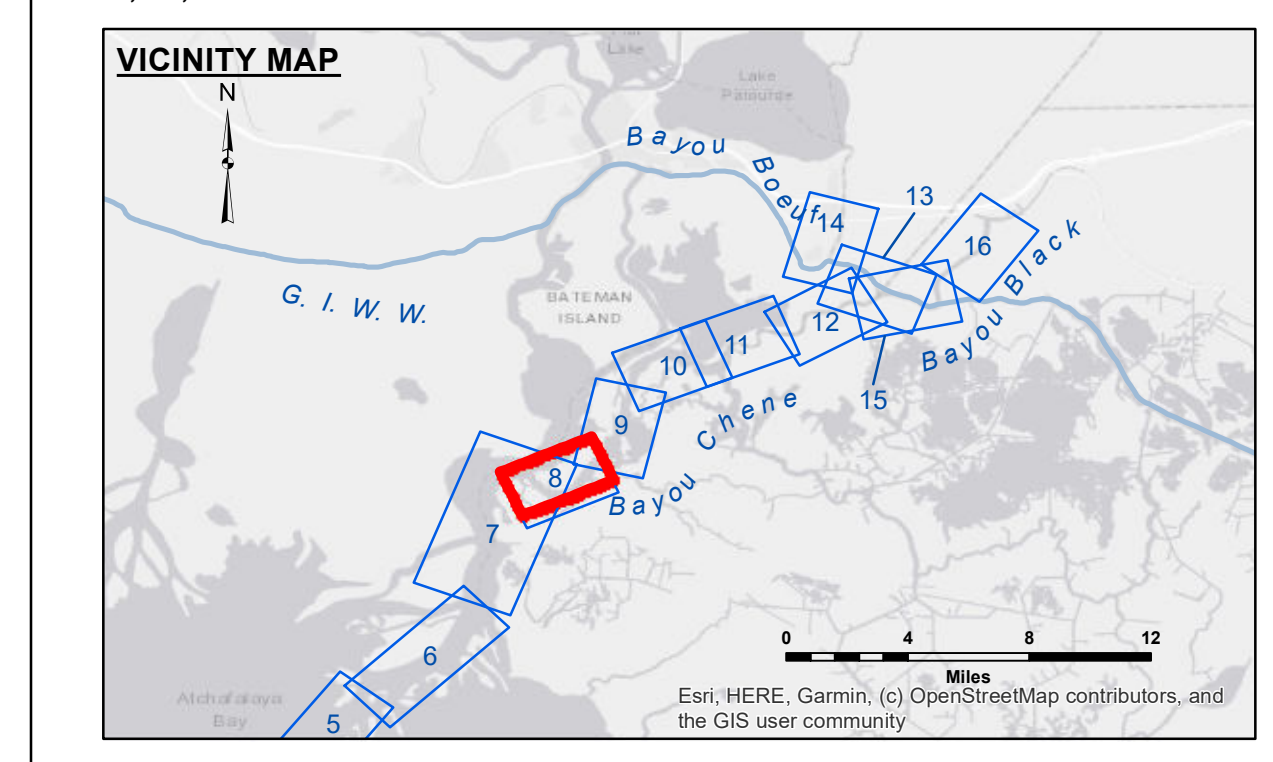 VICINITY MAP
N
Lake
Lake
Palourde
Bayou
Boeuf
13
14
16
Bayou Black
G. I. W. W.
BATEMAN
ISLAND
12
11
10
15
9
Bayou Chene
8
7
6
5
0 4 8 12
Miles
Atchafalaya
Bay
Esri, HERE, Garmin, (c) OpenStreetMap contributors, and
the GIS user community